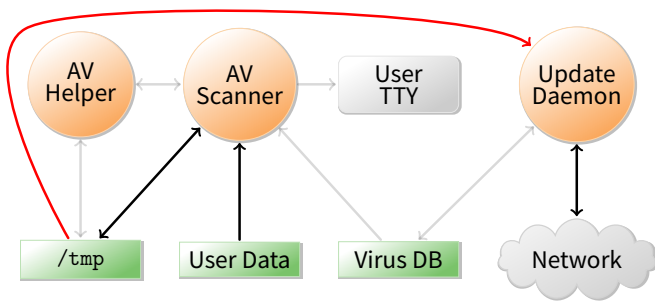 AV
Helper
AV
Scanner
User
TTY
Update
Daemon
/tmp
User Data
Virus DB
Network